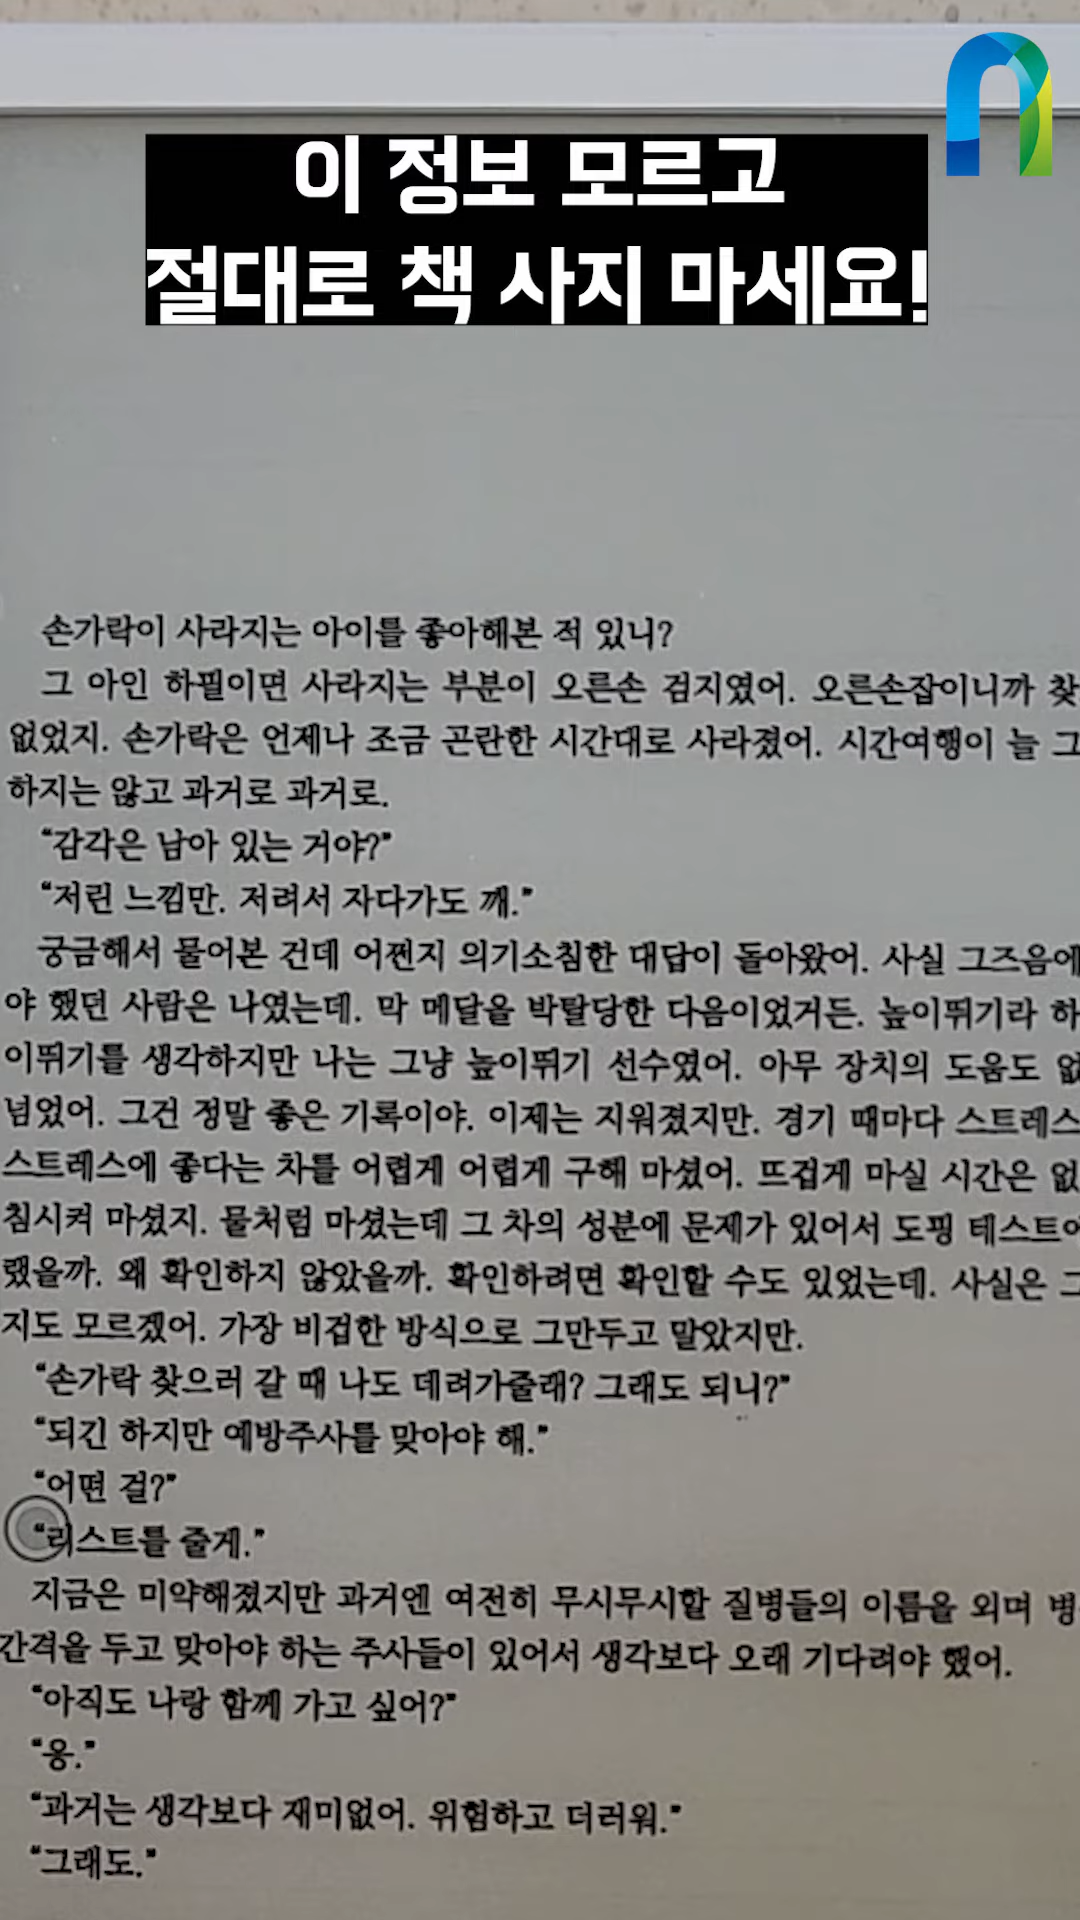 이 정보 모르고
절대로 책 사지 마세요!
손가락이 사라지는 아이를 좋아해본 적 있니?
그 아인 하필이면 사라지는 부분이 오른손 검지였어. 오른손잡이니까 찾
없었지. 손가락은 언제나 조금 곤란한 시간대로 사라졌어. 시간여행이 늘 그
하지는 않고 과거로 과거로.
“감각은 남아 있는 거야?”
“저린 느낌만. 저려서 자다가도 깨.”
궁금해서 물어본 건데 어쩐지 의기소침한 대답이 돌아왔어. 사실 그즈음에
야 했던 사람은 나였는데. 막 메달을 박탈당한 다음이었거든. 높이뛰기라 하
이뛰기를 생각하지만 나는 그냥 높이뛰기 선수였어. 아무 장치의 도움도 없
넘었어. 그건 정말 좋은 기록이야. 이제는 지워졌지만. 경기 때마다 스트레스
스트레스에 좋다는 차를 어렵게 어렵게 구해 마셨어. 뜨겁게 마실 시간은 없
침시켜 마셨지. 물처럼 마셨는데 그 차의 성분에 문제가 있어서 도핑 테스트에
랬을까. 왜 확인하지 않았을까. 확인하려면 확인할 수도 있었는데. 사실은 그
지도 모르겠어. 가장 비겁한 방식으로 그만두고 말았지만.
“손가락 찾으러 갈 때 나도 데려가줄래? 그래도 되니?”
“되긴 하지만 예방주사를 맞아야 해.”
“어떤 걸?”
“리스트를 줄게.”
지금은 미약해졌지만 과거엔 여전히 무시무시할 질병들의 이름을 외며 병
간격을 두고 맞아야 하는 주사들이 있어서 생각보다 오래 기다려야 했어.
“아직도 나랑 함께 가고 싶어?”
“응.”
“과거는 생각보다 재미없어. 위험하고 더러워.”
“그래도.”